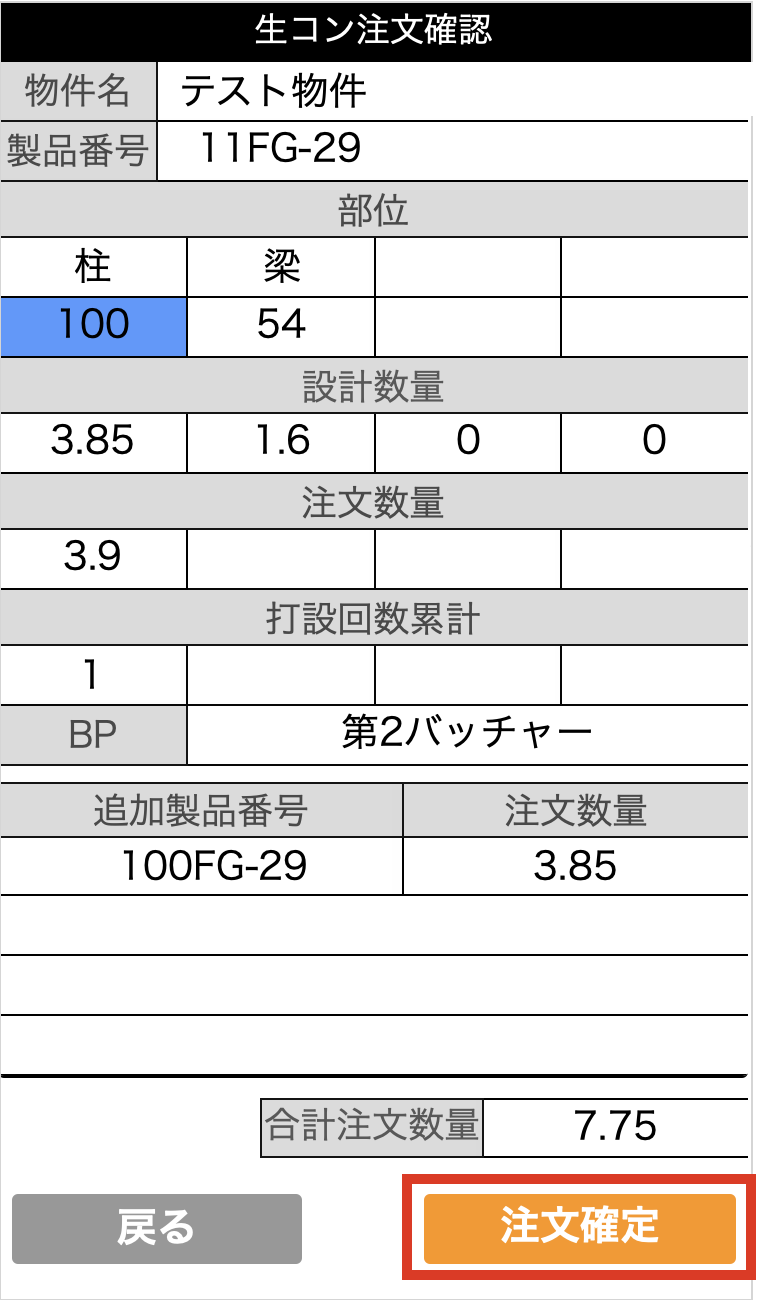 生コン注文確認
物件名 テスト物件
製品番号 11FG-29
部位
柱 梁
100 54
設計数量
3.85 1.6 0 0
注文数量
3.9
打設回数累計
1
BP 第2バッチャー
追加製品番号 注文数量
100FG-29 3.85
合計注文数量 7.75
戻る 注文確定